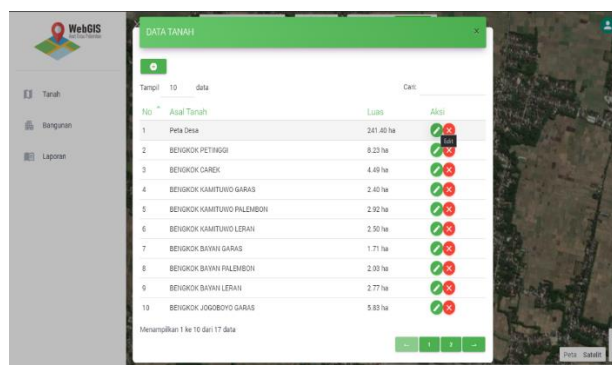 WebGIS
DATA TANAH
×
Tampil 10 data
Cari:
Tanah
Bangunan
Laporan
No Asal Tanah Luas Aksi
1 Peta Desa 241.40 ha
2 BENGKOK PETINGGI 8.23 ha
3 BENGKOK CAREK 4.49 ha
4 BENGKOK KAMITUWO GARAS 2.40 ha
5 BENGKOK KAMITUWO PALEMBON 2.92 ha
6 BENGKOK KAMITUWO LERAN 2.50 ha
7 BENGKOK BAYAN GARAS 1.71 ha
8 BENGKOK BAYAN PALEMBON 2.03 ha
9 BENGKOK BAYAN LERAN 2.77 ha
10 BENGKOK JOGOBOYO GARAS 5.83 ha
Menampilkan 1 ke 10 dari 17 data
← 1 2 →
Peta Satelit